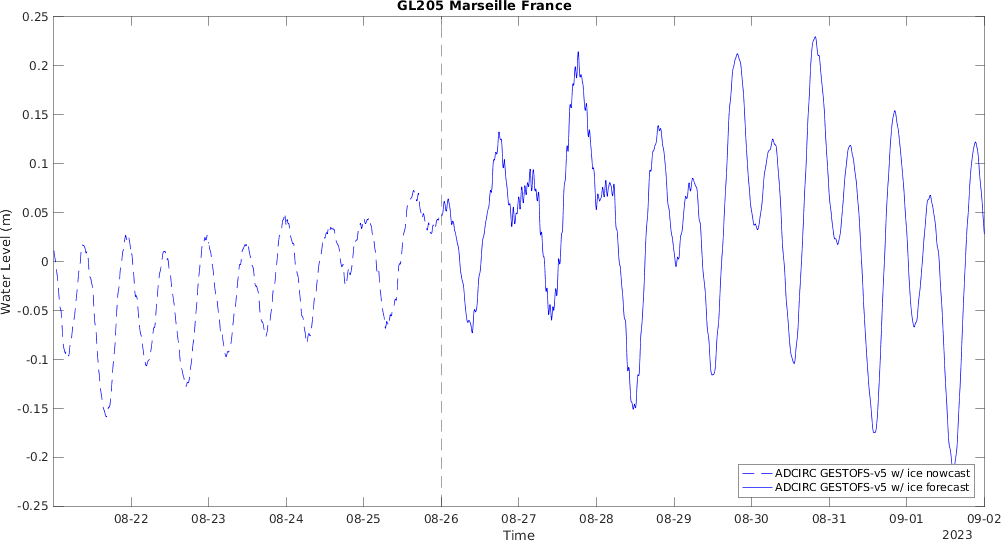 GL205 Marseille France
0.25
0.2
0.15
0.1
0.05
0
-0.05
-0.1
-0.15
-0.2
-0.25
Water Level (m)
08-22 08-23 08-24 08-25 08-26 08-27 08-28 08-29 08-30 08-31 09-01 09-02
Time
2023
ADCIRC GESTOFS-v5 w/ ice nowcast
ADCIRC GESTOFS-v5 w/ ice forecast